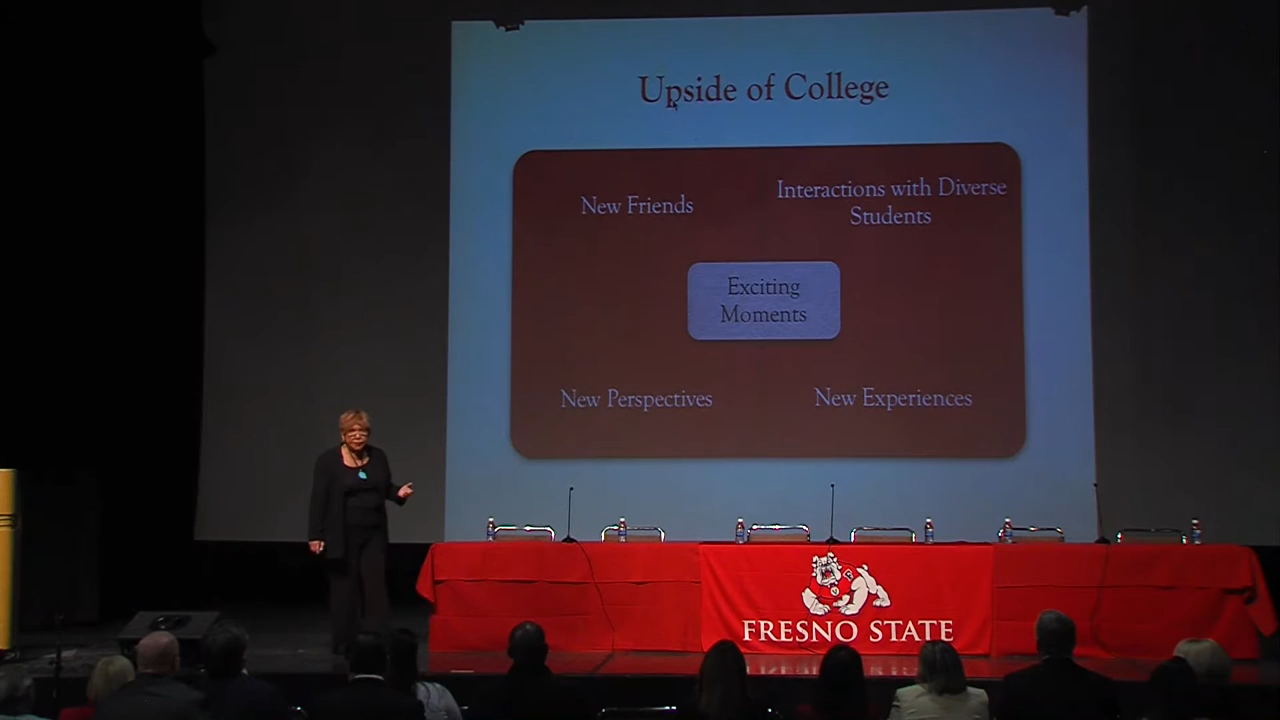 Upside of College
New Friends
Interactions with Diverse
Students
Exciting
Moments
New Perspectives
New Experiences
FRESNO STATE